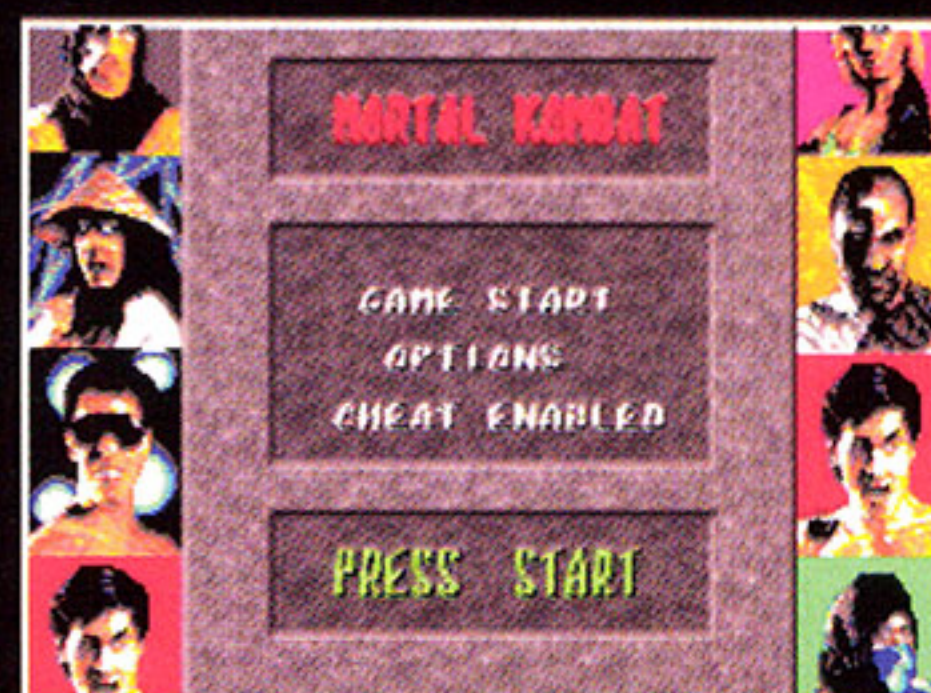 MORTAL KOMBAT
GAME START
OPTIONS
CHEAT ENABLED
PRESS START